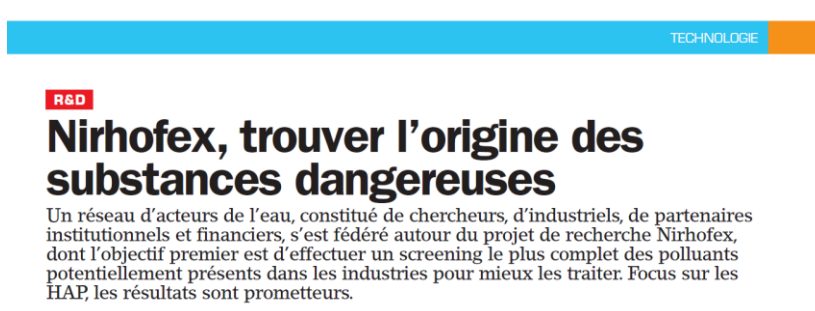 TECHNOLOGIE
R&D
Nirhofex, trouver l'origine des
substances dangereuses
Un réseau d'acteurs de l'eau, constitué de chercheurs, d'industriels, de partenaires
institutionnels et financiers, s'est fédéré autour du projet de recherche Nirhofex,
dont l'objectif premier est d'effectuer un screening le plus complet des polluants
potentiellement présents dans les industries pour mieux les traiter. Focus sur les
HAP, les résultats sont prometteurs.